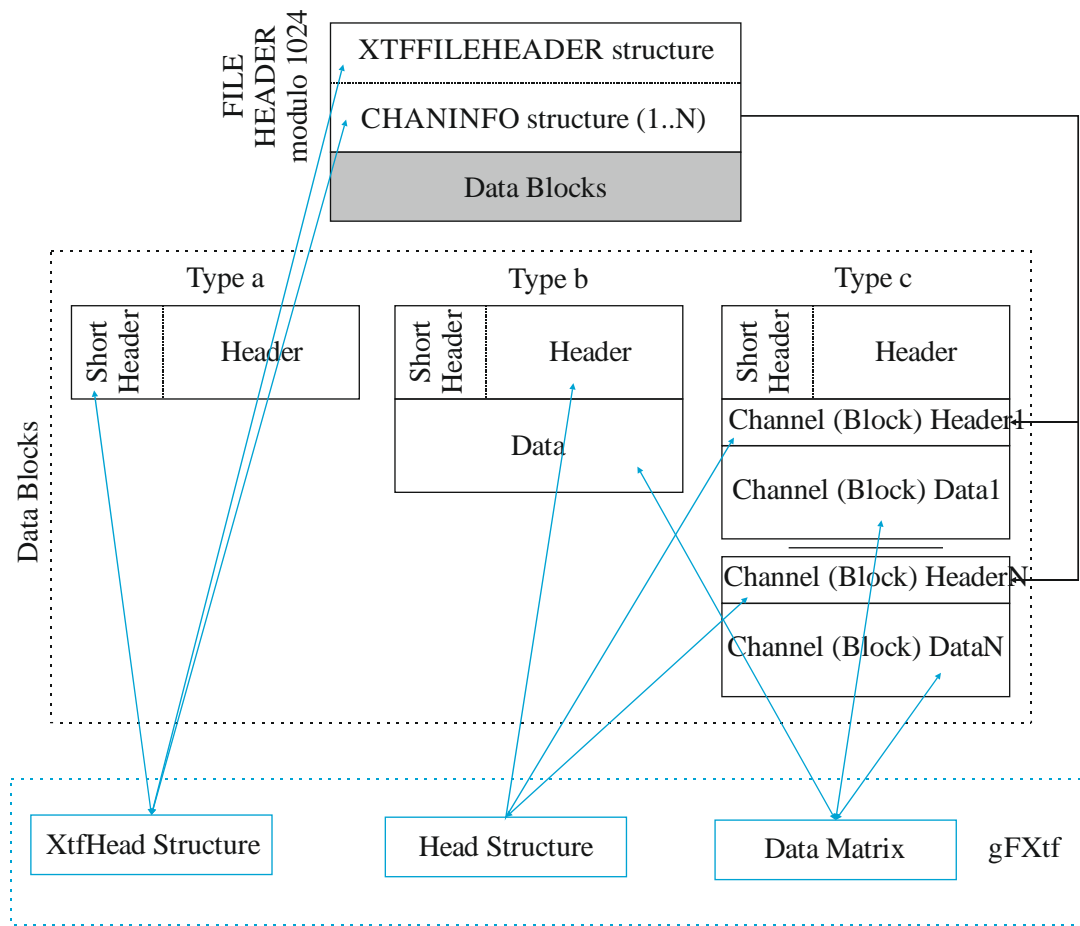 FILE
HEADER
modulo 1024
XTFFILEHEADER structure
CHANINFO structure (1..N)
Data Blocks
Data Blocks
Type a
Short
Header
Header
Type b
Short
Header
Header
Data
Type c
Short
Header
Header
Channel (Block) Header1
Channel (Block) Data1
Channel (Block) HeaderN
Channel (Block) DataN
XtfHead Structure
Head Structure
Data Matrix
gFXtf